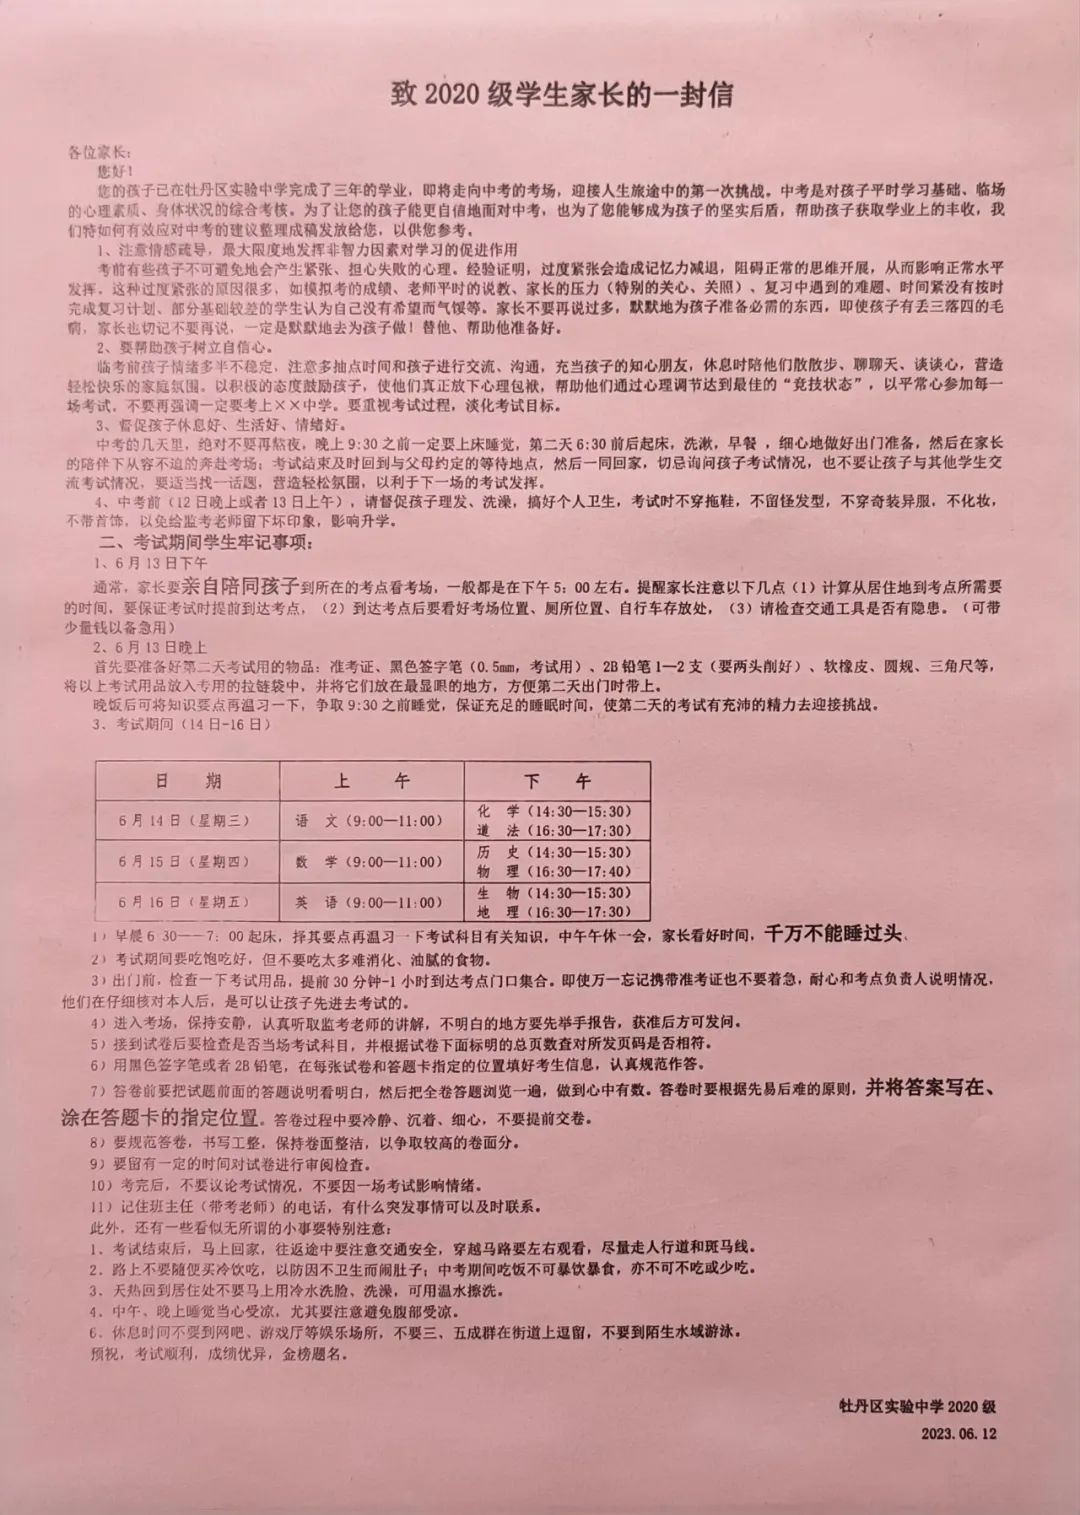 致 2020 级学生家长的一封信
各位家长:
您好!
您的孩子已在牡丹区实验中学完成了三年的学业，即将走向中考的考场，迎接人生旅途中的第一次挑战。中考是对孩子平时学习基础、临场
的心理素质、身体状况的综合考核。为了让您的孩子能更自信地面对中考，也为了您能够成为孩子的坚实后盾，帮助孩子获取学业上的丰收，我
们特如何有效应对中考的建议整理成稿发放给您，以供您参考。
1、注意情感疏导，最大限度地发挥非智力因素对学习的促进作用
考前有些孩子不可避免地会产生紧张、担心失败的心理。经验证明，过度紧张会造成记忆力减退，阻碍正常的思维开展，从而影响正常水平
发挥。这种过度紧张的原因很多，如模拟考的成绩、老师平时的说教、家长的压力（特别的关心、关照）、复习中遇到的难题、时间紧没有按时
完成复习计划、部分基础较差的学生认为自己没有希望而气馁等。家长不要再说过多，默默地为孩子准备必需的东西，即使孩子有丢三落四的毛
病，家长也切记不要再说，一定是默默地去为孩子做！替他、帮助他准备好。
2、要帮助孩子树立自信心。
临考前孩子情绪多半不稳定，注意多抽点时间和孩子进行交流、沟通，充当孩子的知心朋友，休息时陪他们散散步、聊聊天、谈谈心，营造
轻松快乐的家庭氛围。以积极的态度鼓励孩子，使他们真正放下心理包袱，帮助他们通过心理调节达到最佳的“竞技状态”，以平常心参加每一
场考试。不要再强调一定要考上××中学。要重视考试过程，淡化考试目标。
3、督促孩子休息好、生活好、情绪好。
中考的几天里，绝对不要再熬夜，晚上 9:30 之前一定要上床睡觉，第二天 6:30 前后起床，洗漱，早餐 ，细心地做好出门准备，然后在家长
的陪伴下从容不迫的奔赴考场；考试结束及时回到与父母约定的等待地点，然后一同回家，切忌询问孩子考试情况，也不要让孩子与其他学生交
流考试情况，要适当找一话题，营造轻松氛围，以利于下一场的考试发挥。
4、中考前（12 日晚上或者 13 日上午），请督促孩子理发、洗澡，搞好个人卫生，考试时不穿拖鞋，不留怪发型，不穿奇装异服，不化妆，
不带首饰，以免给监考老师留下坏印象，影响升学。
二、考试期间学生牢记事项：
1、6 月 13 日下午
通常，家长要亲自陪同孩子到所在的考点看考场，一般都是在下午 5：00 左右。提醒家长注意以下几点（1）计算从居住地到考点所需要
的时间，要保证考试时提前到达考点，（2）到达考点后要看好考场位置、厕所位置、自行车存放处，（3）请检查交通工具是否有隐患。（可带
少量钱以备急用）
2、6 月 13 日晚上
首先要准备好第二天考试用的物品：准考证、黑色签字笔（0.5mm，考试用）、2B 铅笔 1—2 支（要两头削好）、软橡皮、圆规、三角尺等，
将以上考试用品放入专用的拉链袋中，并将它们放在最显眼的地方，方便第二天出门时带上。
晚饭后可将知识要点再温习一下，争取 9:30 之前睡觉，保证充足的睡眠时间，使第二天的考试有充沛的精力去迎接挑战。
3、考试期间（14 日-16 日）
日 期 上 午 下 午
6 月 14 日（星期三） 语 文（9:00—11:00） 化 学（14:30—15:30）
道 法（16:30—17:30）
6 月 15 日（星期四） 数 学（9:00—11:00） 历 史（14:30—15:30）
物 理（16:30—17:40）
6 月 16 日（星期五） 英 语（9:00—11:00） 生 物（14:30—15:30）
地 理（16:30—17:30）
1）早晨 6 30——7：00 起床，择其要点再温习一下考试科目有关知识，中午午休一会，家长看好时间，千万不能睡过头、
2）考试期间要吃饱吃好，但不要吃太多难消化、油腻的食物。
3）出门前，检查一下考试用品，提前 30 分钟-1 小时到达考点门口集合。即使万一忘记携带准考证也不要着急，耐心和考点负责人说明情况，
他们在仔细核对本人后，是可以让孩子先进去考试的。
4）进入考场，保持安静，认真听取监考老师的讲解，不明白的地方要先举手报告，获准后方可发问。
5）接到试卷后要检查是否当场考试科目，并根据试卷下面标明的总页数查对所发页码是否相符。
6）用黑色签字笔或者 2B 铅笔，在每张试卷和答题卡指定的位置填好考生信息，认真规范作答。
7）答卷前要把试题前面的答题说明看明白，然后把全卷答题浏览一遍，做到心中有数。答卷时要根据先易后难的原则，并将答案写在、
涂在答题卡的指定位置。答卷过程中要冷静、沉着、细心，不要提前交卷。
8）要规范答卷，书写工整，保持卷面整洁，以争取较高的卷面分。
9）要留有一定的时间对试卷进行审阅检查。
10）考完后，不要议论考试情况，不要因一场考试影响情绪。
11）记住班主任（带考老师）的电话，有什么突发事情可以及时联系。
此外，还有一些看似无所谓的小事要特别注意：
1、考试结束后，马上回家，往返途中要注意交通安全，穿越马路要左右观看，尽量走人行道和斑马线。
2．路上不要随便买冷饮吃，以防因不卫生而闹肚子；中考期间吃饭不可暴饮暴食，亦不可不吃或少吃。
3、天热回到居住处不要马上用冷水洗脸、洗澡，可用温水擦洗。
4．中午、晚上睡觉当心受凉，尤其要注意避免腹部受凉。
6．休息时间不要到网吧、游戏厅等娱乐场所，不要三、五成群在街道上逗留，不要到陌生水域游泳。
预祝，考试顺利，成绩优异，金榜题名。
牡丹区实验中学 2020 级
2023.06.12